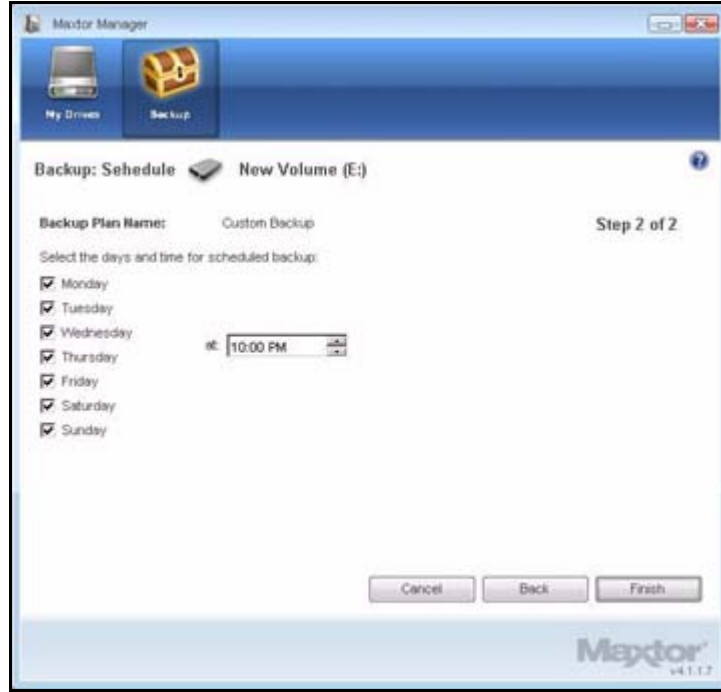 Maxtor Manager
My Drives
Backup
Backup: Schedule New Volume (E:)
Backup Plan Name: Custom Backup
Step 2 of 2
Select the days and time for scheduled backup:
Monday
Tuesday
Wednesday
at: 10:00 PM
Thursday
Friday
Saturday
Sunday
Cancel
Back
Finish
Maxtor
v4.1.1.7